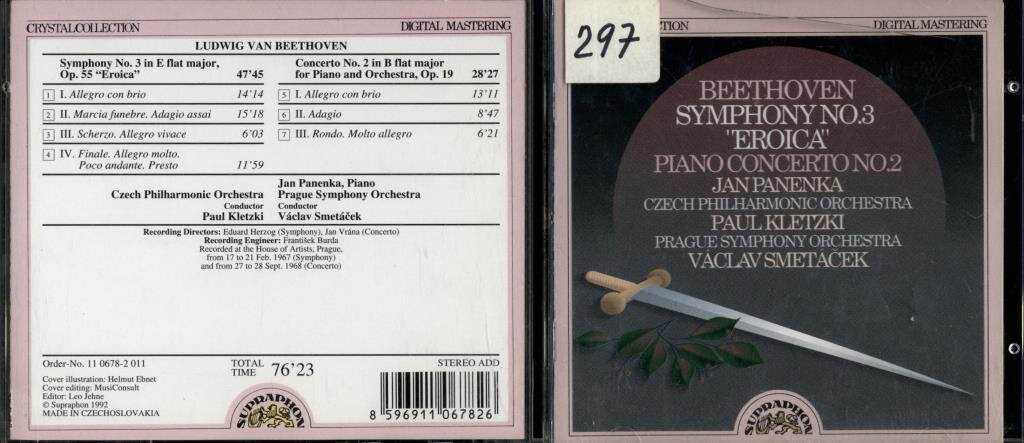 CRYSTALCOLLECTION
DIGITAL MASTERING
LUDWIG VAN BEETHOVEN
Symphony No. 3 in E flat major,
Op. 55 "Eroica" 47'45
1 I. Allegro con brio 14'14
2 II. Marcia funebre. Adagio assai 15'18
3 III. Scherzo. Allegro vivace 6'03
4 IV. Finale. Allegro molto.
Poco andante. Presto 11'59
Concerto No. 2 in B flat major
for Piano and Orchestra, Op. 19 28'27
5 I. Allegro con brio 13'11
6 II. Adagio 8'47
7 III. Rondo. Molto allegro 6'21
Czech Philharmonic Orchestra
Conductor
Paul Kletzki
Jan Panenka, Piano
Prague Symphony Orchestra
Conductor
Václav Smetáček
Recording Directors: Eduard Herzog (Symphony), Jan Vrána (Concerto)
Recording Engineer: František Burda
Recorded at the House of Artists, Prague,
from 17 to 21 Feb. 1967 (Symphony)
and from 27 to 28 Sept. 1968 (Concerto)
Order-No. 11 0678-2 011
TOTAL
TIME 76'23
STEREO ADD
Cover illustration: Helmut Ebnet
Cover editing: MusiConsult
Editor: Leo Jehne
© Supraphon 1992
MADE IN CZECHOSLOVAKIA
SUPRAPHON
8 596911 067826
297
LECTION
DIGITAL MASTERING
BEETHOVEN
SYMPHONY NO.3
"EROICA"
PIANO CONCERTO NO.2
JAN PANENKA
CZECH PHILHARMONIC ORCHESTRA
PAUL KLETZKI
PRAGUE SYMPHONY ORCHESTRA
VÁCLAV SMETÁČEK
SUPRAPHON